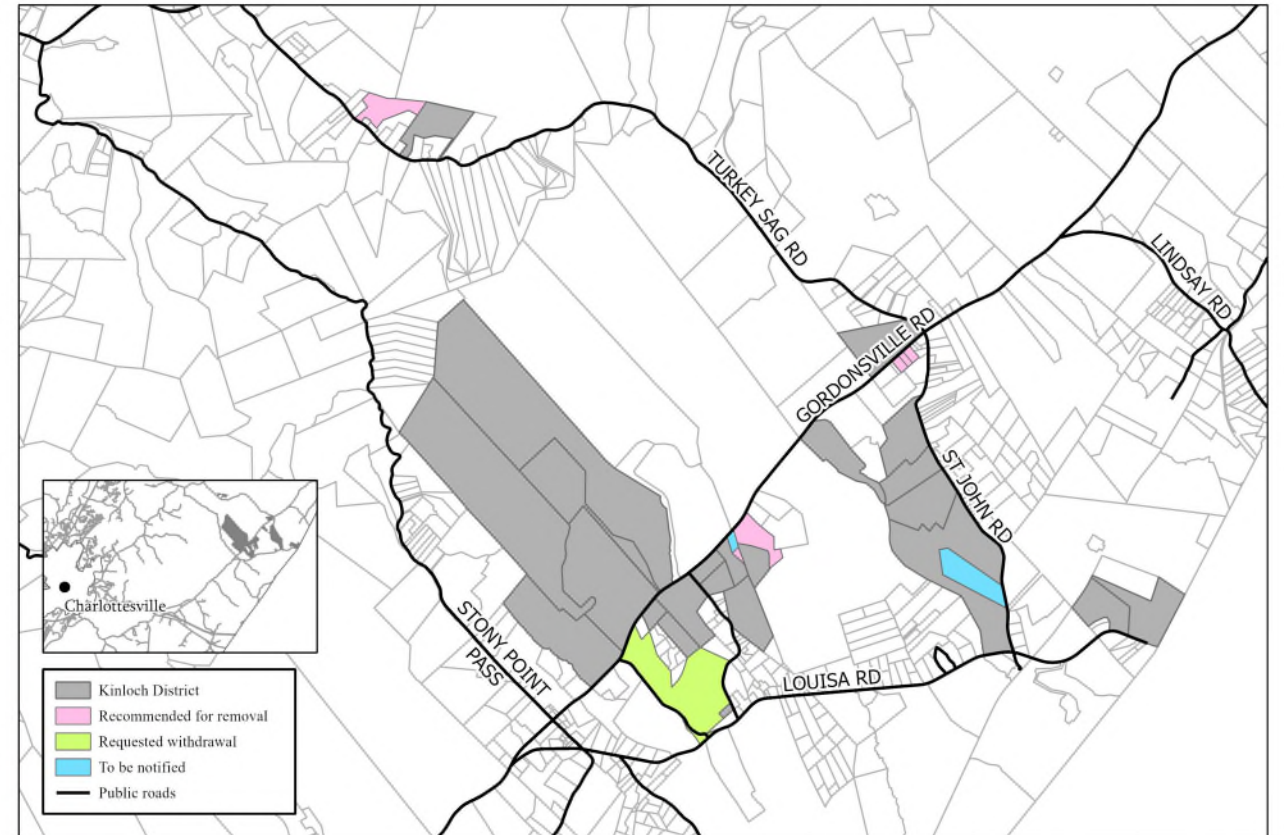 TURKEY SAG RD
LINDSAY RD
GORDONSVILLE RD
ST JOHN RD
STONY POINT
PASS
LOUISA RD
Charlottesville
Kinloch District
Recommended for removal
Requested withdrawal
To be notified
Public roads